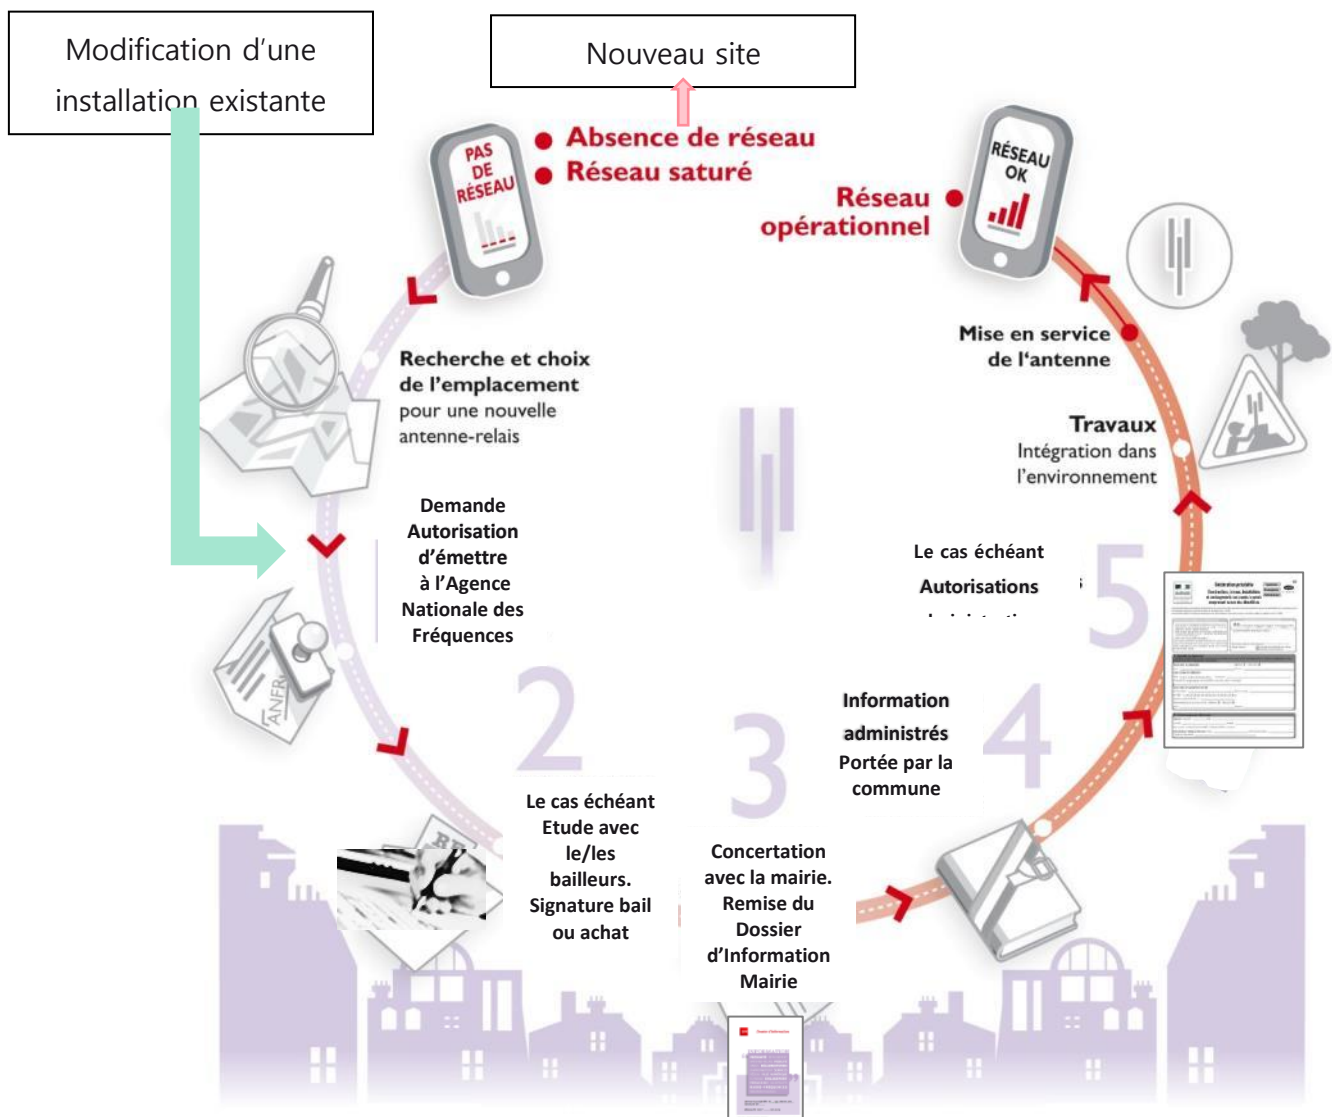 Modification d'une
installation existante
Nouveau site
PAS
DE
RÉSEAU
Absence de réseau
Réseau saturé
RÉSEAU
OK
Réseau
opérationnel
Recherche et choix
de l'emplacement
pour une nouvelle
antenne-relais
Mise en service
de l'antenne
Travaux
Intégration dans
l'environnement
Demande
Autorisation
d'émettre
à l'Agence
Nationale des
Fréquences
ANFR
Le cas échéant
Autorisations
5
2
Le cas échéant
Etude avec
le/les
bailleurs.
Signature bail
ou achat
3
Concertation
avec la mairie.
Remise du
Dossier
d'Information
Mairie
4
Information
administrés
Portée par la
commune